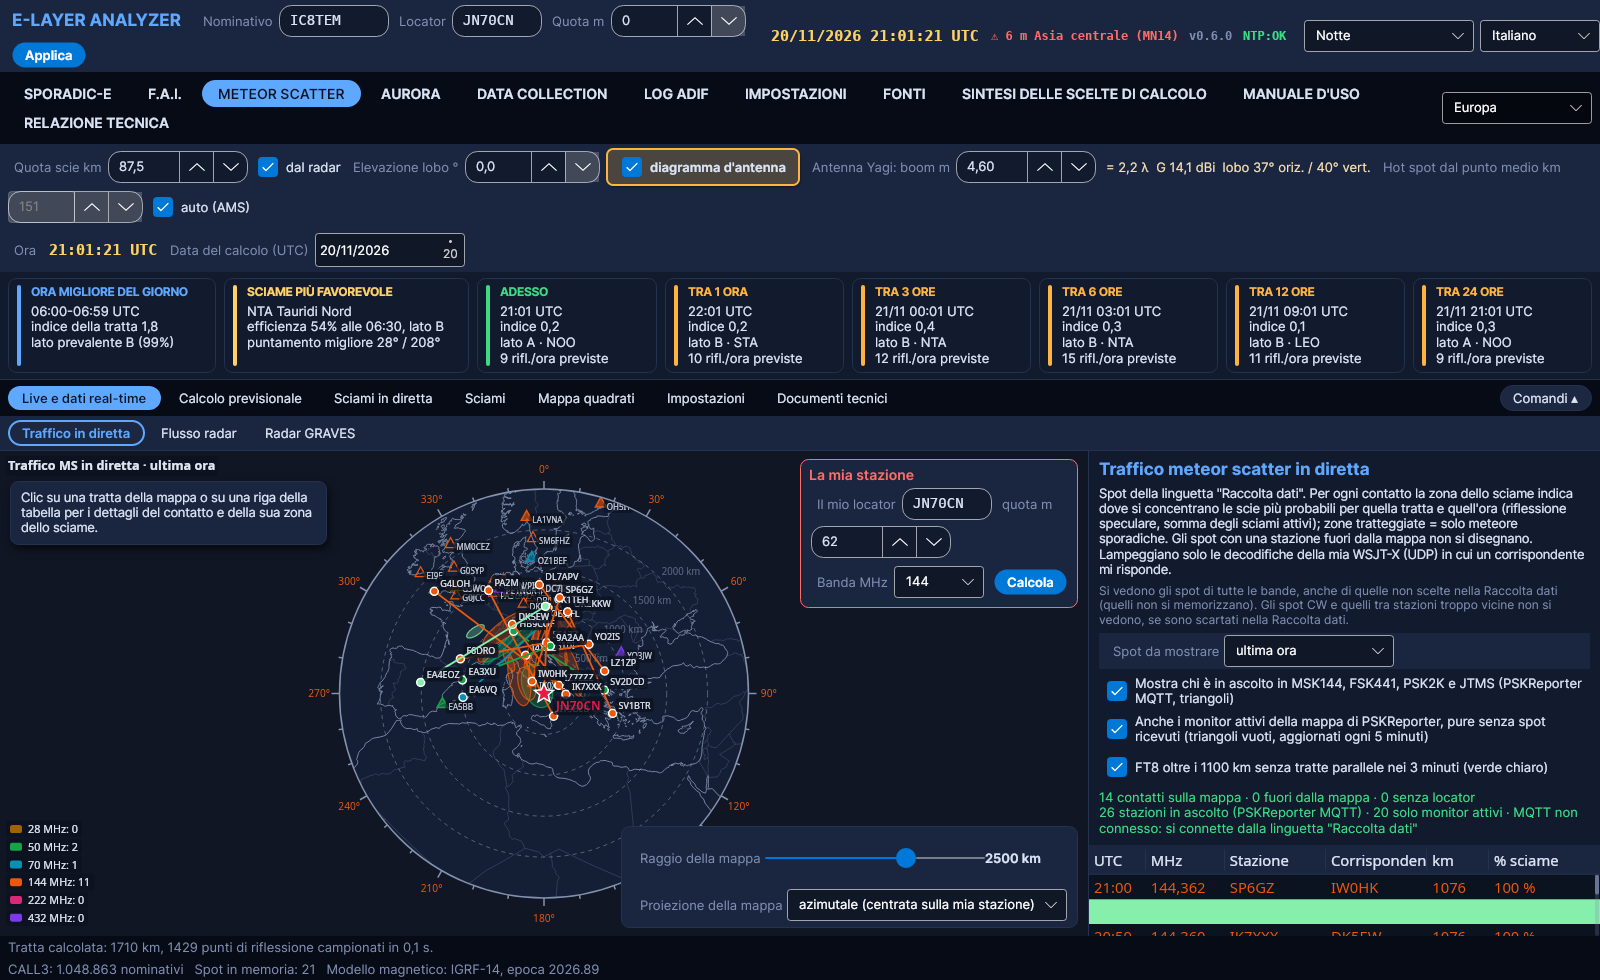 E-LAYER ANALYZER
Nominativo IC8TEM Locator JN70CN Quota m 0
20/11/2026 21:01:21 UTC ⚠ 6 m Asia centrale (MN14) v0.6.0 NTP:OK
Notte Italiano
Applica
SPORADIC-E F.A.I. METEOR SCATTER AURORA DATA COLLECTION LOG ADIF IMPOSTAZIONI FONTI SINTESI DELLE SCELTE DI CALCOLO MANUALE D'USO
RELAZIONE TECNICA
Europa
Quota scie km 87,5 dal radar Elevazione lobo ° 0,0 diagramma d'antenna Antenna Yagi: boom m 4,60 = 2,2 λ G 14,1 dBi lobo 37° oriz. / 40° vert. Hot spot dal punto medio km
151 auto (AMS)
Ora 21:01:21 UTC Data del calcolo (UTC) 20/11/2026 20
ORA MIGLIORE DEL GIORNO
06:00-06:59 UTC
indice della tratta 1,8
lato prevalente B (99%)
SCIAME PIÙ FAVOREVOLE
NTA Tauridi Nord
efficienza 54% alle 06:30, lato B
puntamento migliore 28° / 208°
ADESSO
21:01 UTC
indice 0,2
lato A · NOO
9 rifl./ora previste
TRA 1 ORA
22:01 UTC
indice 0,2
lato B · STA
10 rifl./ora previste
TRA 3 ORE
21/11 00:01 UTC
indice 0,4
lato B · NTA
12 rifl./ora previste
TRA 6 ORE
21/11 03:01 UTC
indice 0,3
lato B · NTA
15 rifl./ora previste
TRA 12 ORE
21/11 09:01 UTC
indice 0,1
lato B · LEO
11 rifl./ora previste
TRA 24 ORE
21/11 21:01 UTC
indice 0,3
lato A · NOO
9 rifl./ora previste
Live e dati real-time Calcolo previsionale Sciami in diretta Sciami Mappa quadrati Impostazioni Documenti tecnici Comandi ▴
Traffico in diretta Flusso radar Radar GRAVES
Traffico MS in diretta · ultima ora
Clic su una tratta della mappa o su una riga della
tabella per i dettagli del contatto e della sua zona
dello sciame.
0°
30°
60°
90°
120°
180°
210°
240°
270°
300°
330°
2000 km
1500 km
LA1VNA
SM6FHZ
OZ1BEF
MM0CEZ
G0SYP
G4LOH
PA2M
DL7APV
SP6GZ
DK5EW
9A2AA
YO2IS
LZ1ZP
SV2DCD
SV1BTR
F6DRO
EA4EOZ
EA3XU
EA6VQ
EA5BB
IW0HK
IK7XXX
JN70CN
La mia stazione
Il mio locator JN70CN quota m
62
Banda MHz 144 Calcola
28 MHz: 0
50 MHz: 2
70 MHz: 1
144 MHz: 11
222 MHz: 0
432 MHz: 0
Raggio della mappa 2500 km
Proiezione della mappa azimutale (centrata sulla mia stazione)
Traffico meteor scatter in diretta
Spot della linguetta "Raccolta dati". Per ogni contatto la zona dello sciame indica
dove si concentrano le scie più probabili per quella tratta e quell'ora (riflessione
speculare, somma degli sciami attivi); zone tratteggiate = solo meteore
sporadiche. Gli spot con una stazione fuori dalla mappa non si disegnano.
Lampeggiano solo le decodifiche della mia WSJT-X (UDP) in cui un corrispondente
mi risponde.
Si vedono gli spot di tutte le bande, anche di quelle non scelte nella Raccolta dati
(quelli non si memorizzano). Gli spot CW e quelli tra stazioni troppo vicine non si
vedono, se sono scartati nella Raccolta dati.
Spot da mostrare ultima ora
Mostra chi è in ascolto in MSK144, FSK441, PSK2K e JTMS (PSKReporter
MQTT, triangoli)
Anche i monitor attivi della mappa di PSKReporter, pure senza spot
ricevuti (triangoli vuoti, aggiornati ogni 5 minuti)
FT8 oltre i 1100 km senza tratte parallele nei 3 minuti (verde chiaro)
14 contatti sulla mappa · 0 fuori dalla mappa · 0 senza locator
26 stazioni in ascolto (PSKReporter MQTT) · 20 solo monitor attivi · MQTT non
connesso: si connette dalla linguetta "Raccolta dati"
UTC MHz Stazione Corrisponden km % sciame
21:00 144,362 SP6GZ IW0HK 1076 100 %
20:59 144,360 IK7XXX DK5EW 1076 100 %
Tratta calcolata: 1710 km, 1429 punti di riflessione campionati in 0,1 s.
CALL3: 1.048.863 nominativi Spot in memoria: 21 Modello magnetico: IGRF-14, epoca 2026.89